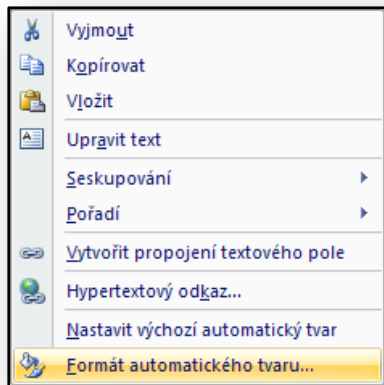 Vyjmout
Kopírovat
Vložit
Upravit text
Seskupování
Pořadí
Vytvořit propojení textového pole
Hypertextový odkaz...
Nastavit výchozí automatický tvar
Formát automatického tvaru...